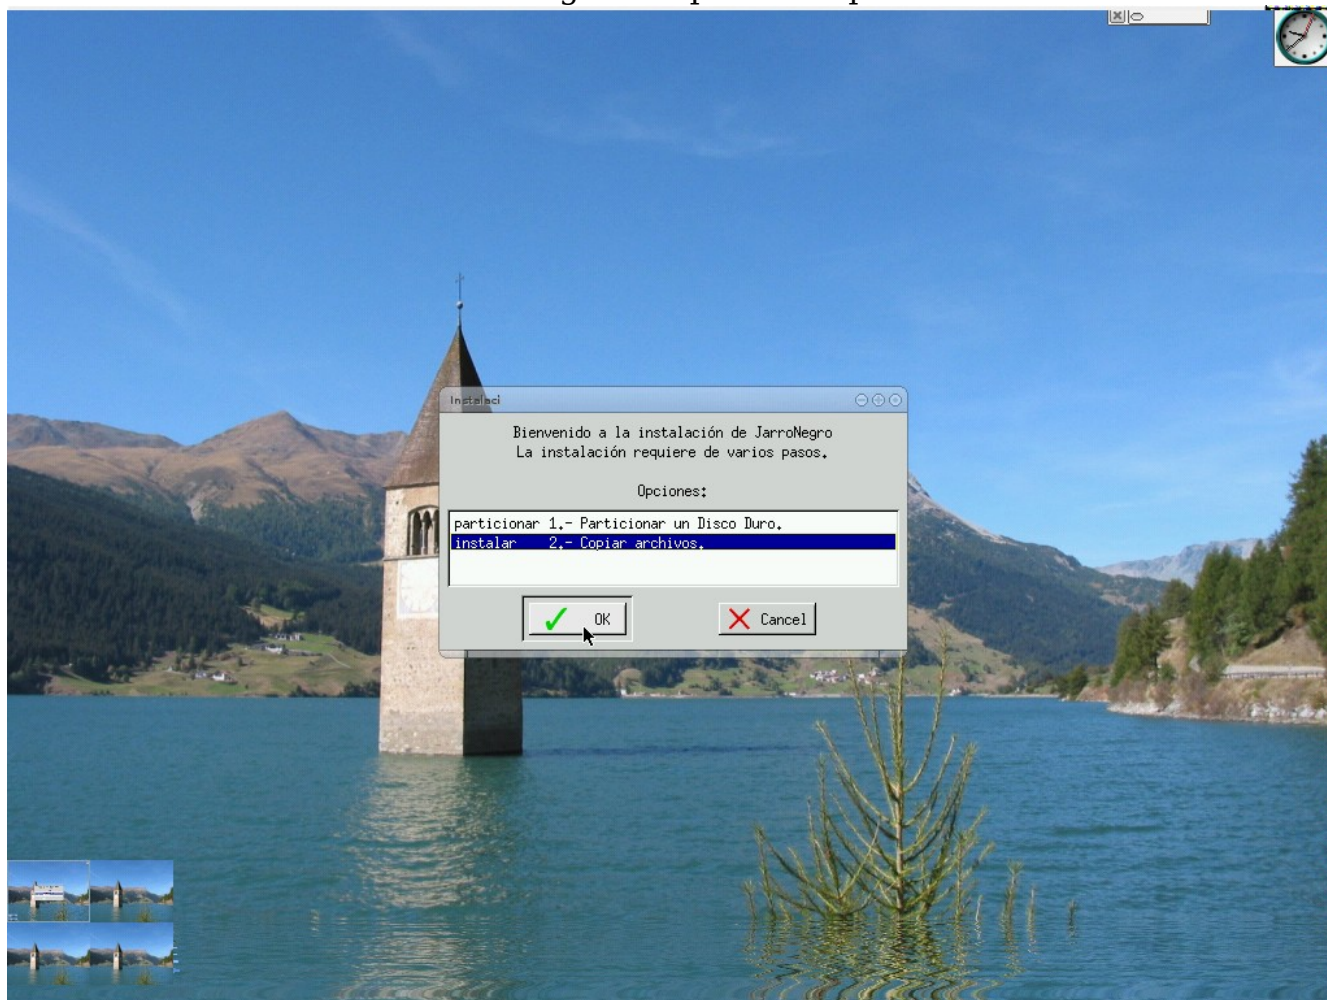 Instalaci
Bienvenido a la instalación de JarroNegro
La instalación requiere de varios pasos.
Opciones:
particionar 1.- Particionar un Disco Duro.
instalar 2.- Copiar archivos.
OK
Cancel